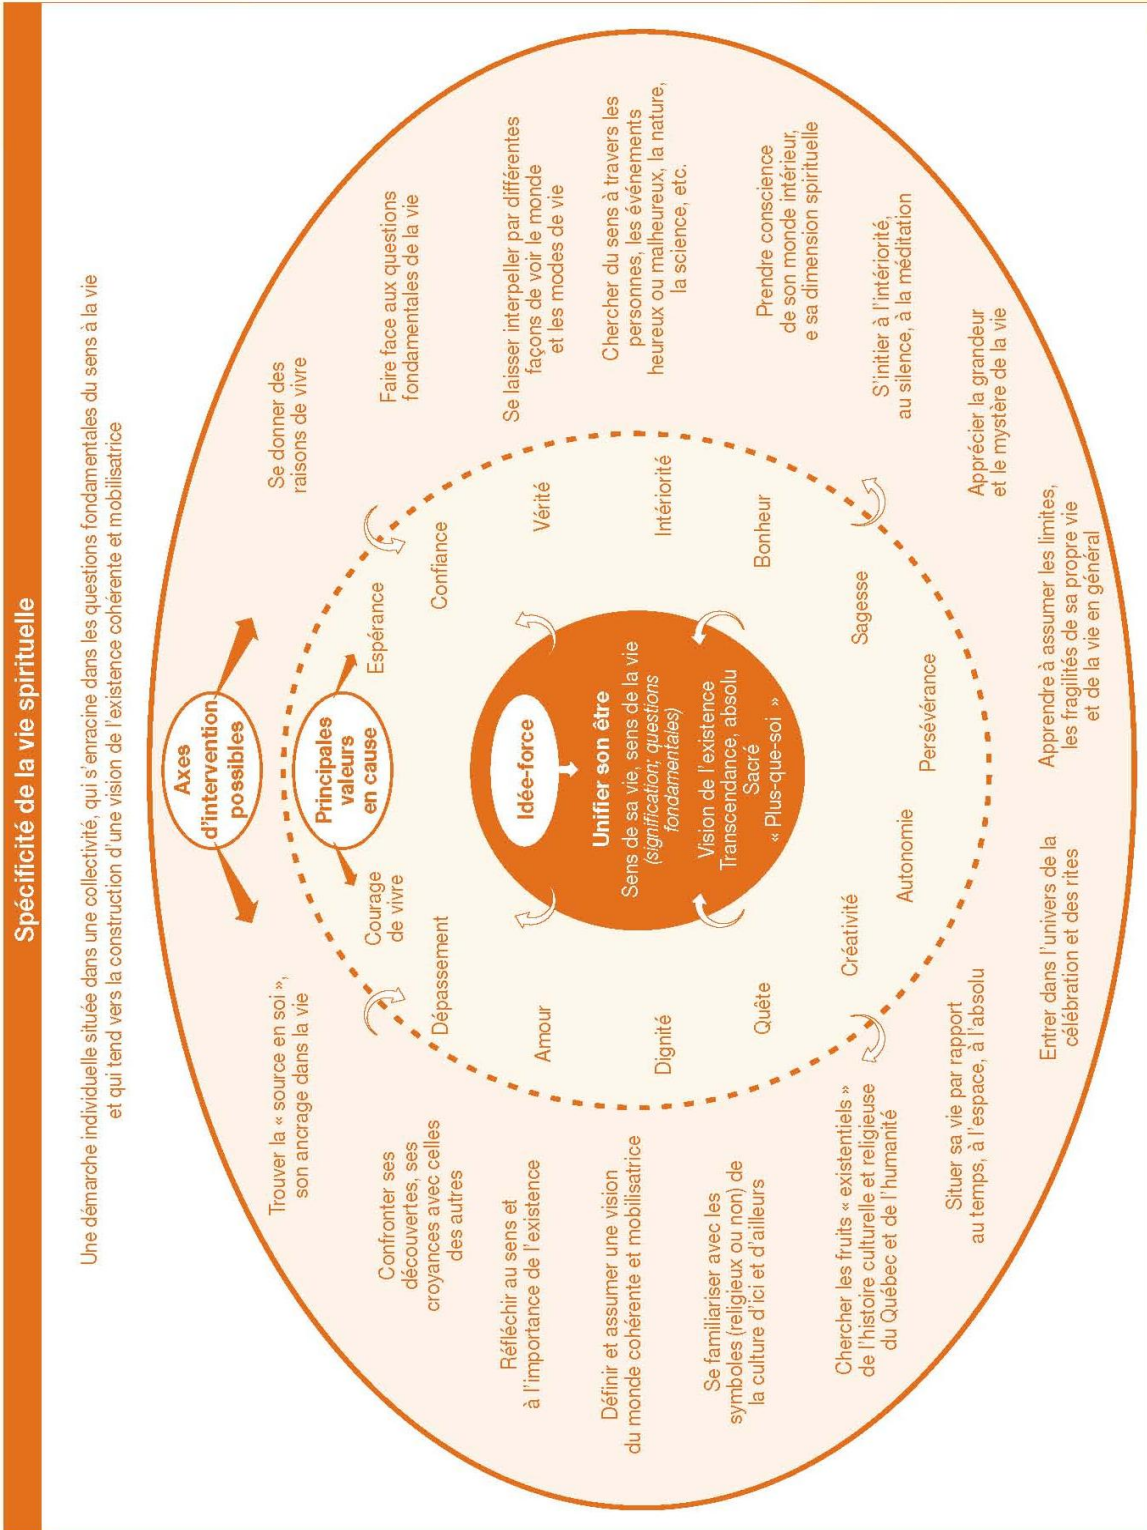 Spécificité de la vie spirituelle
Une démarche individuelle située dans une collectivité, qui s'enracine dans les questions fondamentales du sens à la vie
et qui tend vers la construction d'une vision de l'existence cohérente et mobilisatrice
Axes
d'intervention
possibles
Principales
valeurs
en cause
Idée-force
Unifier son être
Sens de sa vie, sens de la vie
(signification; questions
fondamentales)
Vision de l'existence
Transcendance, absolu
Sacré
« Plus-que-soi »
Espérance
Confiance
Vérité
Intériorité
Bonheur
Sagesse
Persévérance
Autonomie
Créativité
Quête
Dignité
Amour
Dépassement
Courage
de vivre
Se donner des
raisons de vivre
Faire face aux questions
fondamentales de la vie
Se laisser interpeller par différentes
façons de voir le monde
et les modes de vie
Chercher du sens à travers les
personnes, les événements
heureux ou malheureux, la nature,
la science, etc.
Prendre conscience
de son monde intérieur,
e sa dimension spirituelle
S'initier à l'intériorité,
au silence, à la méditation
Apprécier la grandeur
et le mystère de la vie
Apprendre à assumer les limites,
les fragilités de sa propre vie
et de la vie en général
Entrer dans l'univers de la
célébration et des rites
Situer sa vie par rapport
au temps, à l'espace, à l'absolu
Chercher les fruits « existentiels »
de l'histoire culturelle et religieuse
du Québec et de l'humanité
Se familiariser avec les
symboles (religieux ou non) de
la culture d'ici et d'ailleurs
Définir et assumer une vision
du monde cohérente et mobilisatrice
Réfléchir au sens et
à l'importance de l'existence
Confronter ses
découvertes, ses
croyances avec celles
des autres
Trouver la « source en soi »,
son ancrage dans la vie